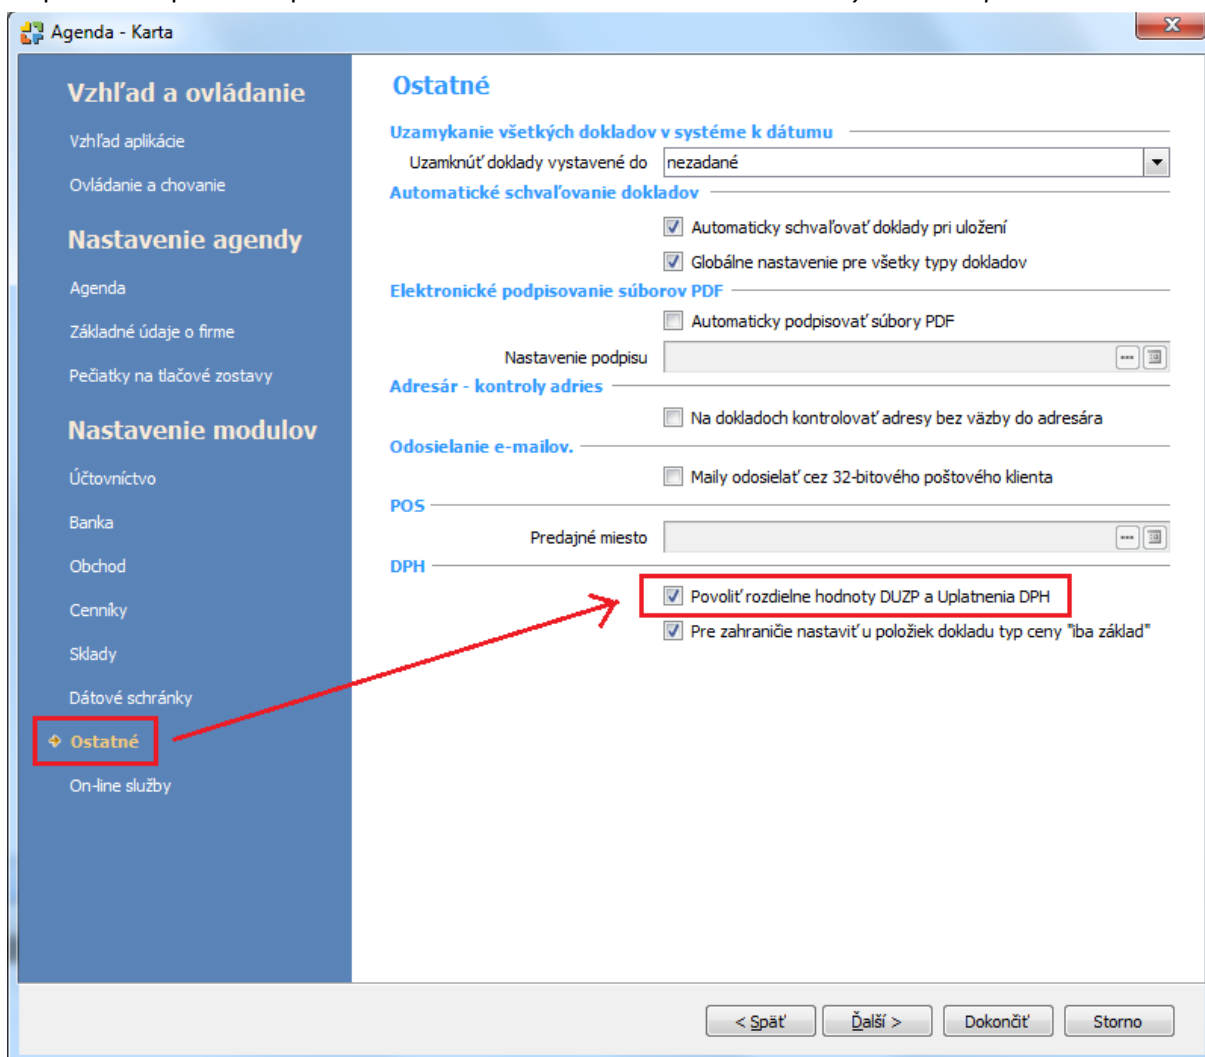 Agenda - Karta
Vzhľad a ovládanie
Vzhľad aplikácie
Ovládanie a chovanie
Nastavenie agendy
Agenda
Základné údaje o firme
Pečiatky na tlačové zostavy
Nastavenie modulov
Účtovníctvo
Banka
Obchod
Cenníky
Sklady
Dátové schránky
Ostatné
On-line služby
Ostatné
Uzamykanie všetkých dokladov v systéme k dátumu
Uzamknúť doklady vystavené do nezadané
Automatické schvaľovanie dokladov
Automaticky schvaľovať doklady pri uložení
Globálne nastavenie pre všetky typy dokladov
Elektronické podpisovanie súborov PDF
Automaticky podpisovať súbory PDF
Nastavenie podpisu
Adresár - kontroly adries
Na dokladoch kontrolovať adresy bez väzby do adresára
Odosielanie e-mailov.
Maily odosielať cez 32-bitového poštového klienta
POS
Predajné miesto
DPH
Povoliť rozdielne hodnoty DUZP a Uplatnenia DPH
Pre zahraničie nastaviť u položiek dokladu typ ceny "iba základ"
< Späť
Ďalší >
Dokončiť
Storno